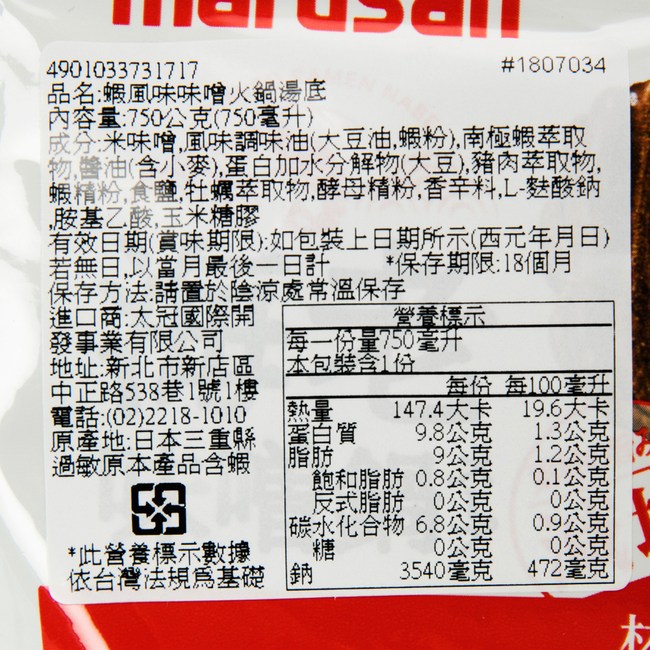 marusan
4901033731717 #1807034
品名:蝦風味味噌火鍋湯底
內容量:750公克(750毫升)
成分:米味噌,風味調味油(大豆油,蝦粉),南極蝦萃取
物,醬油(含小麥),蛋白加水分解物(大豆),豬肉萃取物,
蝦精粉,食鹽,牡蠣萃取物,酵母精粉,香辛料,L-麩酸鈉
,胺基乙酸,玉米糖膠
有效日期(賞味期限):如包裝上日期所示(西元年月日)
若無日,以當月最後一日計 *保存期限:18個月
保存方法:請置於陰涼處常溫保存
進口商:太冠國際開
發事業有限公司
地址:新北市新店區
中正路538巷1號1樓
電話:(02)2218-1010
原產地:日本三重縣
過敏原本產品含蝦
*此營養標示數據
依台灣法規為基礎
營養標示
每一份量750毫升
本包裝含1份
每份 每100毫升
熱量 147.4大卡 19.6大卡
蛋白質 9.8公克 1.3公克
脂肪 9公克 1.2公克
飽和脂肪 0.8公克 0.1公克
反式脂肪 0公克 0公克
碳水化合物 6.8公克 0.9公克
糖 0公克 0公克
鈉 3540毫克 472毫克